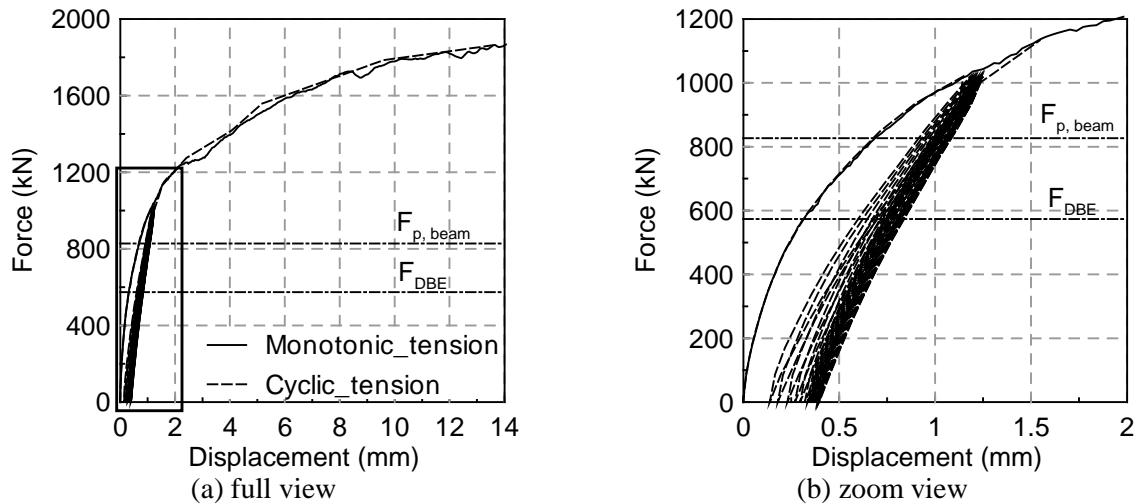 2000
1600
1200
800
400
0
Force (kN)
F p, beam
F DBE
Monotonic_tension
Cyclic_tension
0 2 4 6 8 10 12 14
Displacement (mm)
(a) full view
1200
1000
800
600
400
200
0
Force (kN)
F p, beam
F DBE
0 0.5 1 1.5 2
Displacement (mm)
(b) zoom view